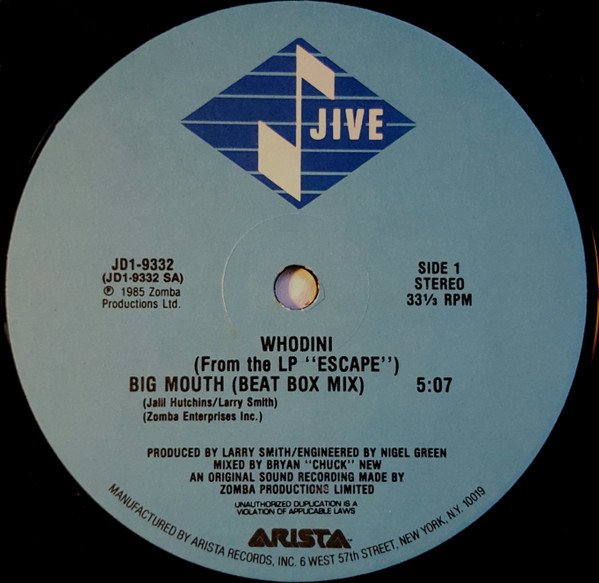 JIVE
JD1-9332
(JD1-9332 SA)
℗ 1985 Zomba
Productions Ltd.
SIDE 1
STEREO
33⅓ RPM
WHODINI
(From the LP "ESCAPE")
BIG MOUTH (BEAT BOX MIX) 5:07
(Jalil Hutchins/Larry Smith)
(Zomba Enterprises Inc.)
PRODUCED BY LARRY SMITH/ENGINEERED BY NIGEL GREEN
MIXED BY BRYAN "CHUCK" NEW
AN ORIGINAL SOUND RECORDING MADE BY
ZOMBA PRODUCTIONS LIMITED
UNAUTHORIZED DUPLICATION IS A
VIOLATION OF APPLICABLE LAWS
ARISTA
MANUFACTURED BY ARISTA RECORDS, INC. 6 WEST 57th STREET, NEW YORK, N.Y. 10019